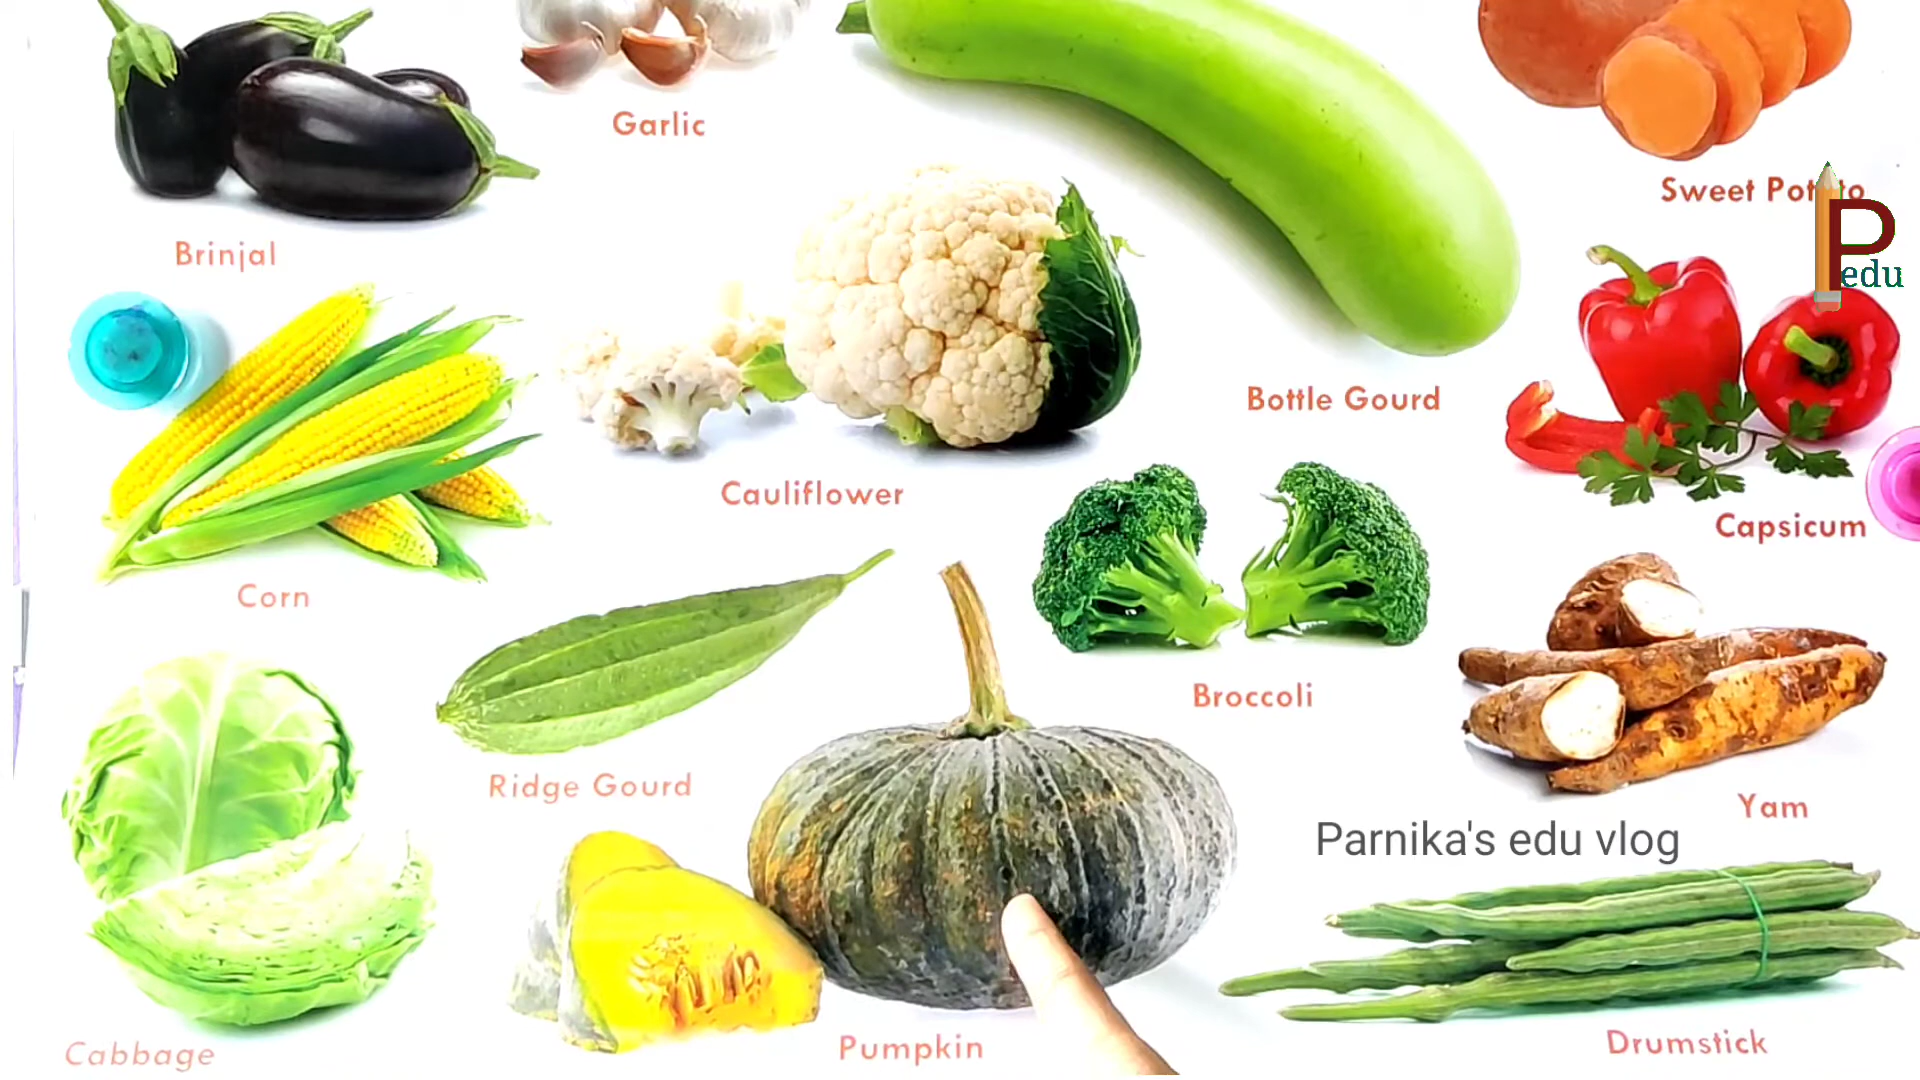 Garlic
Sweet Potato
P
edu
Brinjal
Bottle Gourd
Cauliflower
Capsicum
Corn
Broccoli
Ridge Gourd
Yam
Parnika's edu vlog
Drumstick
Pumpkin
Cabbage